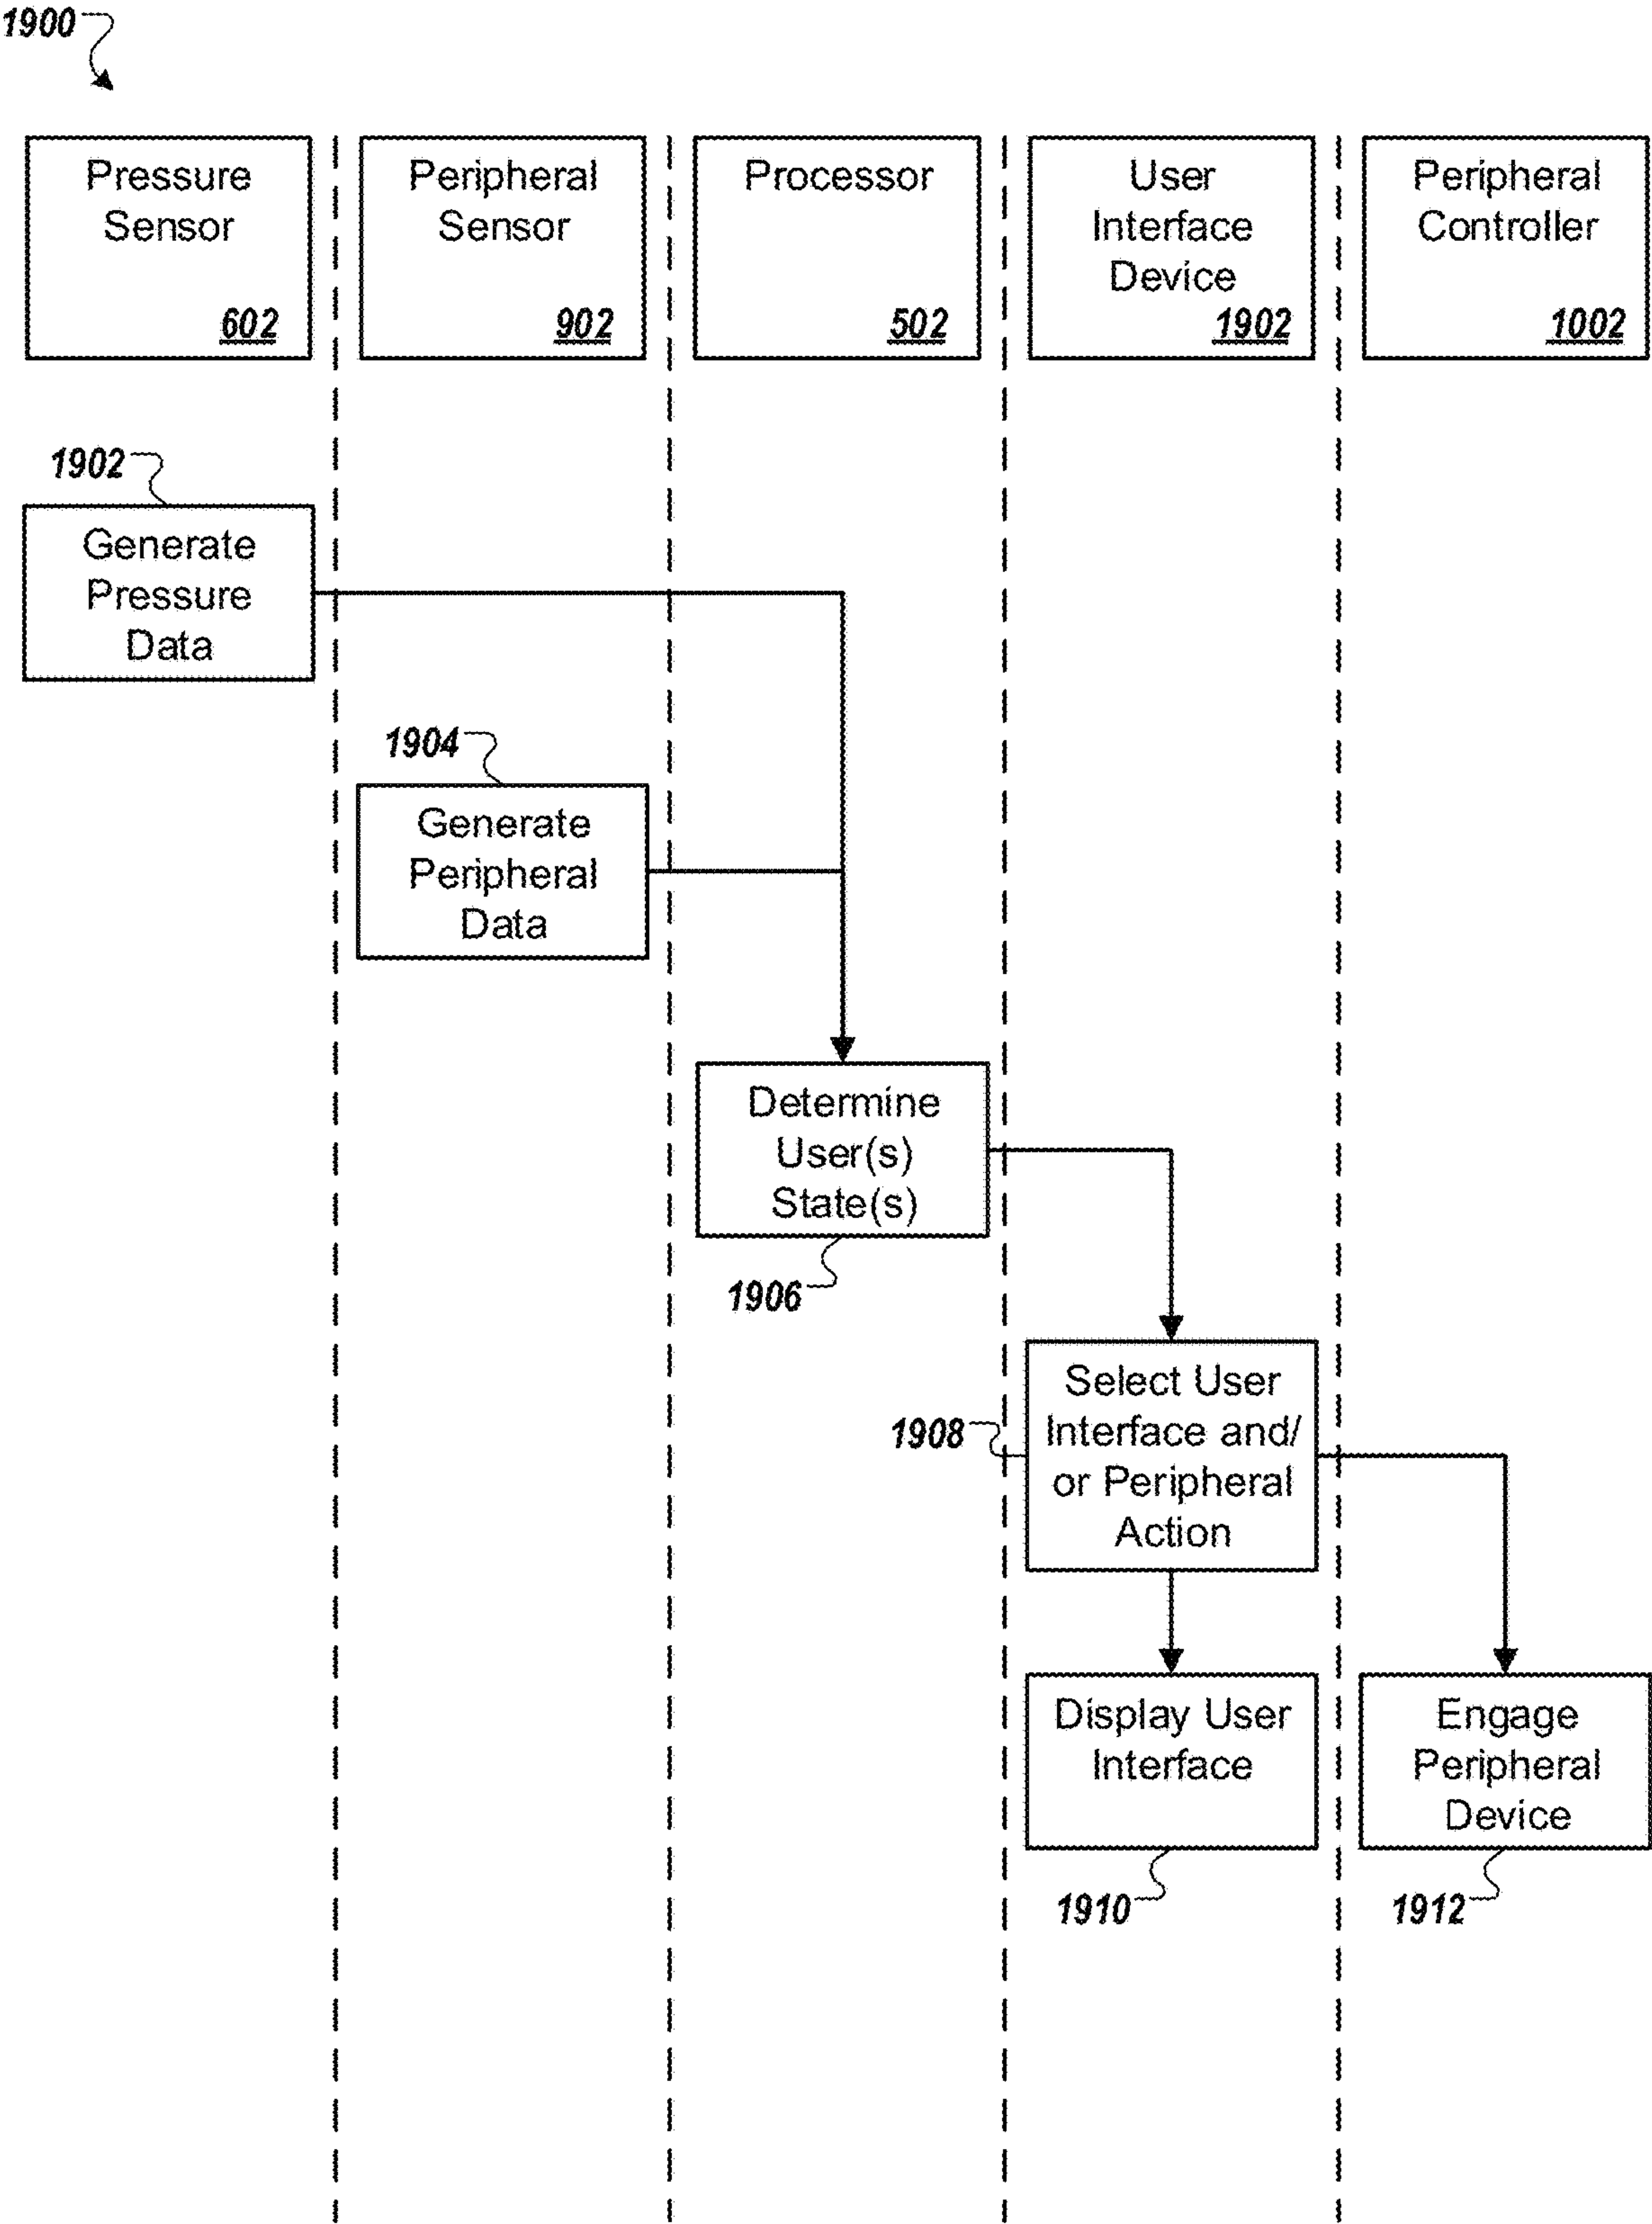 1900
Pressure
Sensor
602
Peripheral
Sensor
902
Processor
502
User
Interface
Device
1902
Peripheral
Controller
1002
1902
Generate
Pressure
Data
1904
Generate
Peripheral
Data
Determine
User(s)
State(s)
1906
1908
Select User
Interface and/
or Peripheral
Action
Display User
Interface
1910
Engage
Peripheral
Device
1912